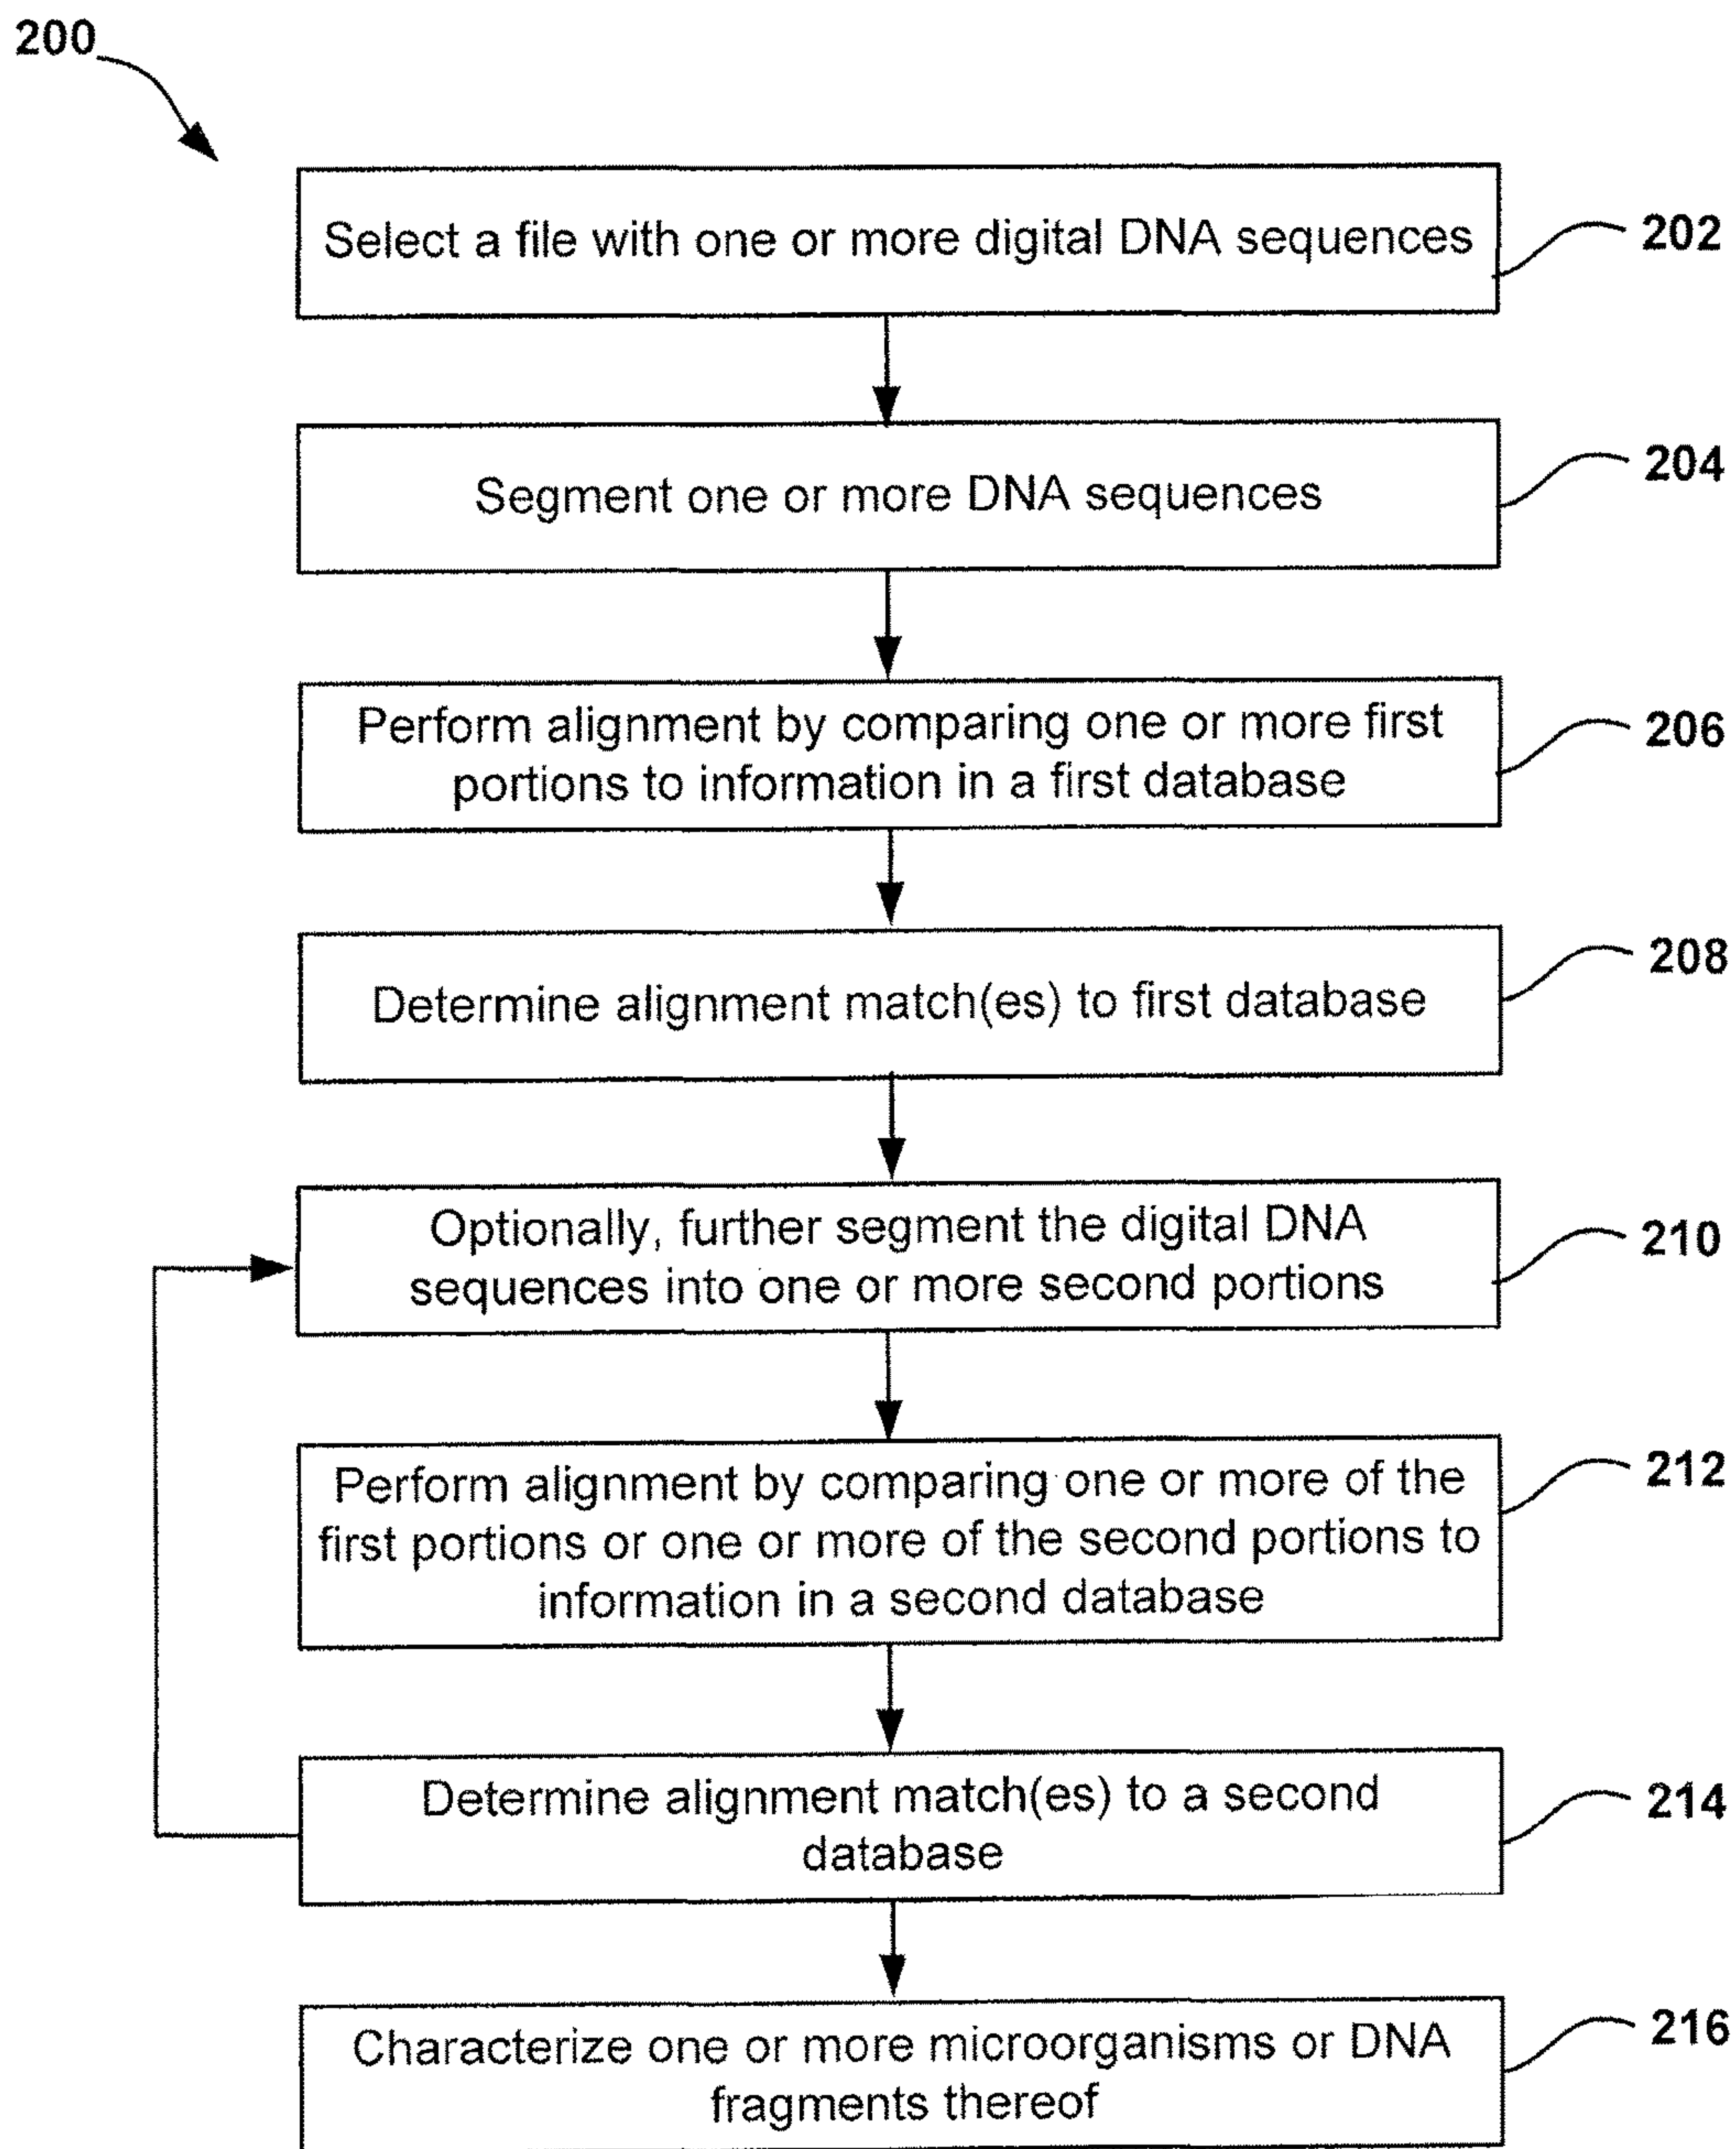 200
Select a file with one or more digital DNA sequences
202
Segment one or more DNA sequences
204
Perform alignment by comparing one or more first
portions to information in a first database
206
Determine alignment match(es) to first database
208
Optionally, further segment the digital DNA
sequences into one or more second portions
210
Perform alignment by comparing one or more of the
first portions or one or more of the second portions to
information in a second database
212
Determine alignment match(es) to a second
database
214
Characterize one or more microorganisms or DNA
fragments thereof
216